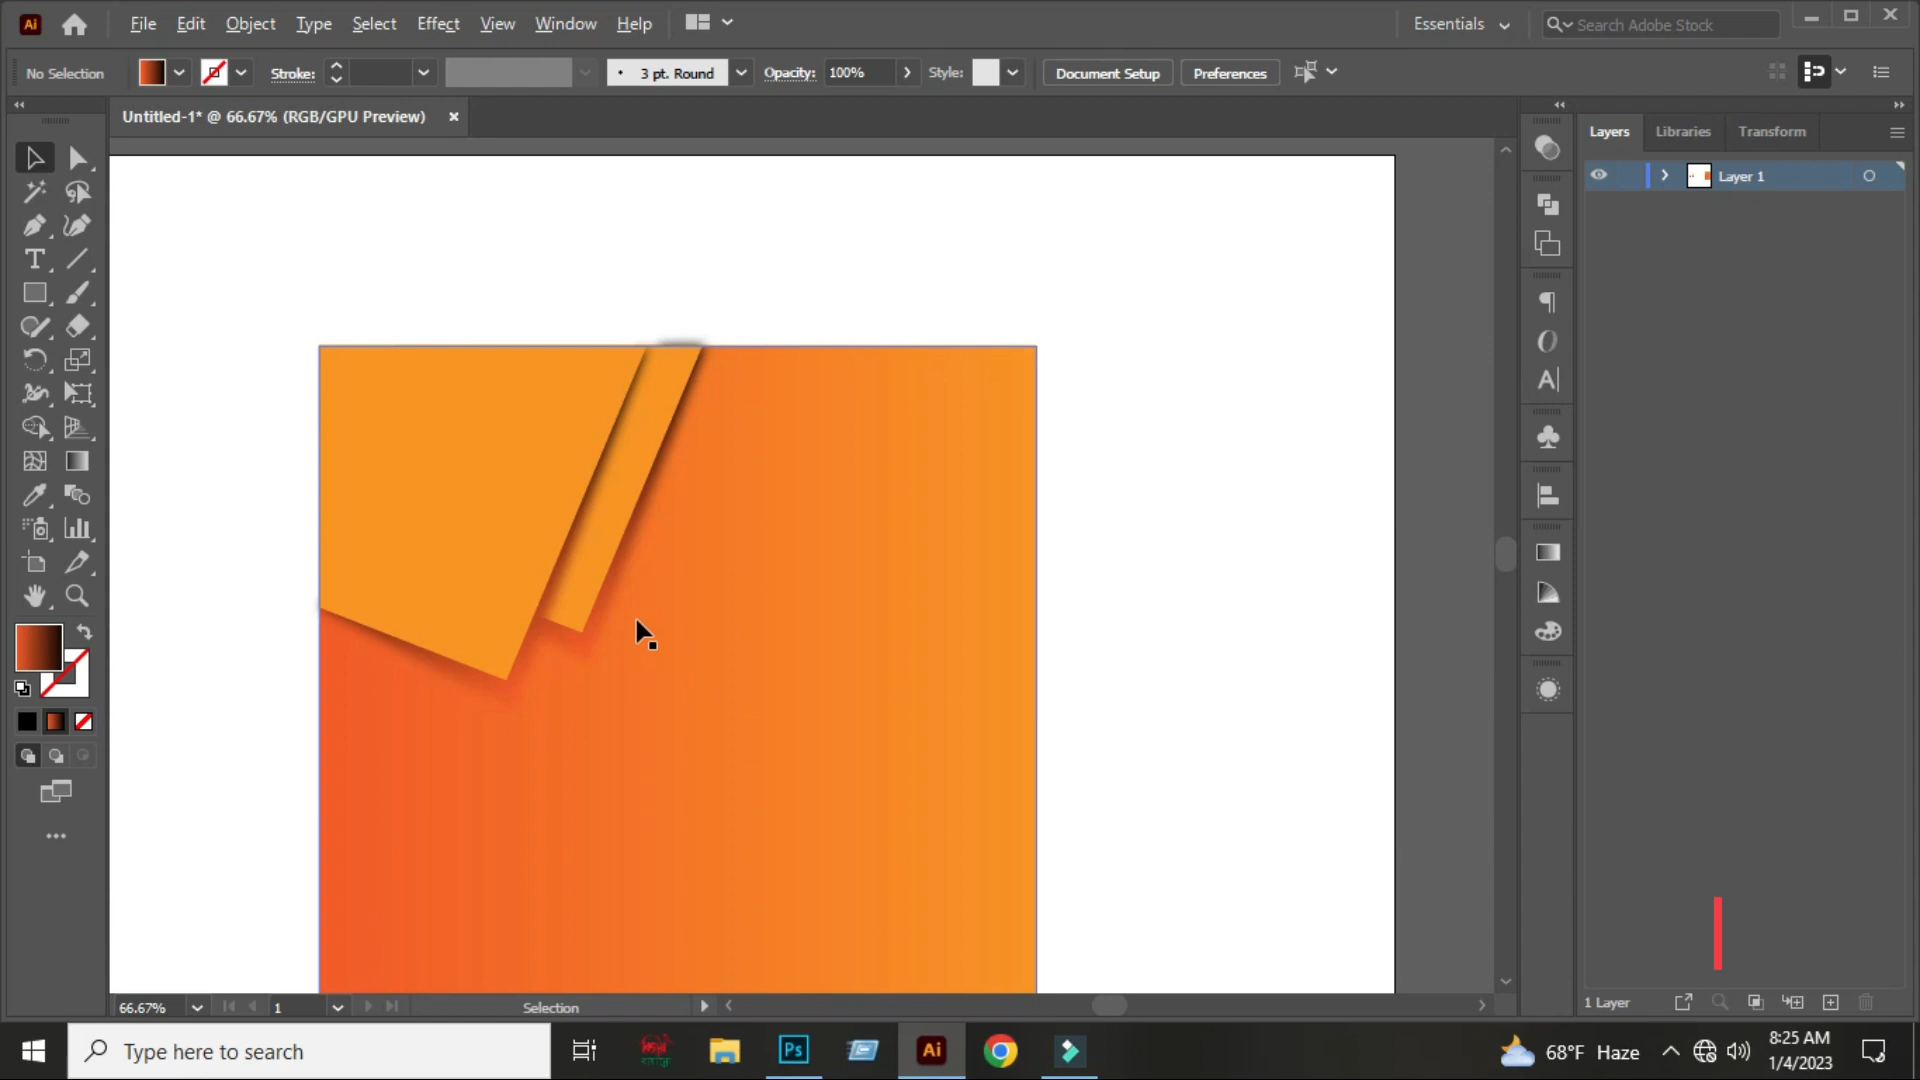 Ai File Edit Object Type Select Effect View Window Help Essentials Search Adobe Stock
No Selection Stroke: 3 pt. Round Opacity: 100% Style: Document Setup Preferences
Untitled-1* @ 66.67% (RGB/GPU Preview)
Layers Libraries Transform
Layer 1
66.67% 1 Selection
1 Layer
Type here to search
Ps
Ai
68°F Haze
8:25 AM
1/4/2023